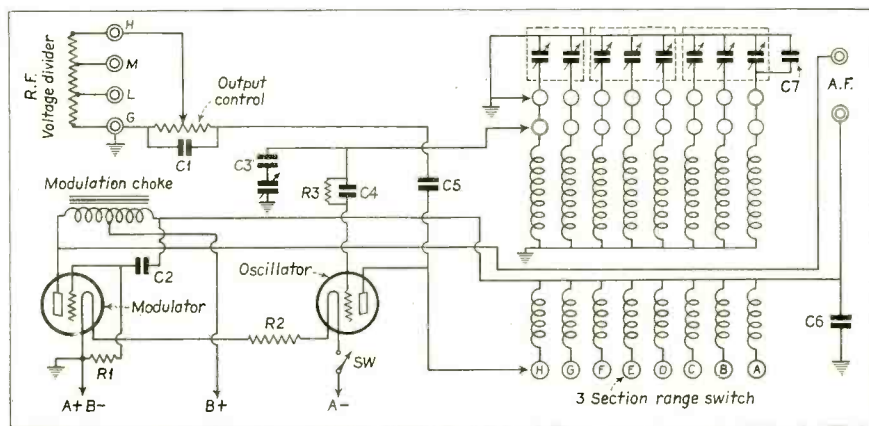 H
M
L
G
R.F.
Voltage divider
Output
control
C1
C3
R3
C4
C5
C7
A.F.
Modulation choke
C2
Oscillator
Modulator
R2
R1
SW
C6
A+ B-
B+
A-
H G F E D C B A
3 Section range switch